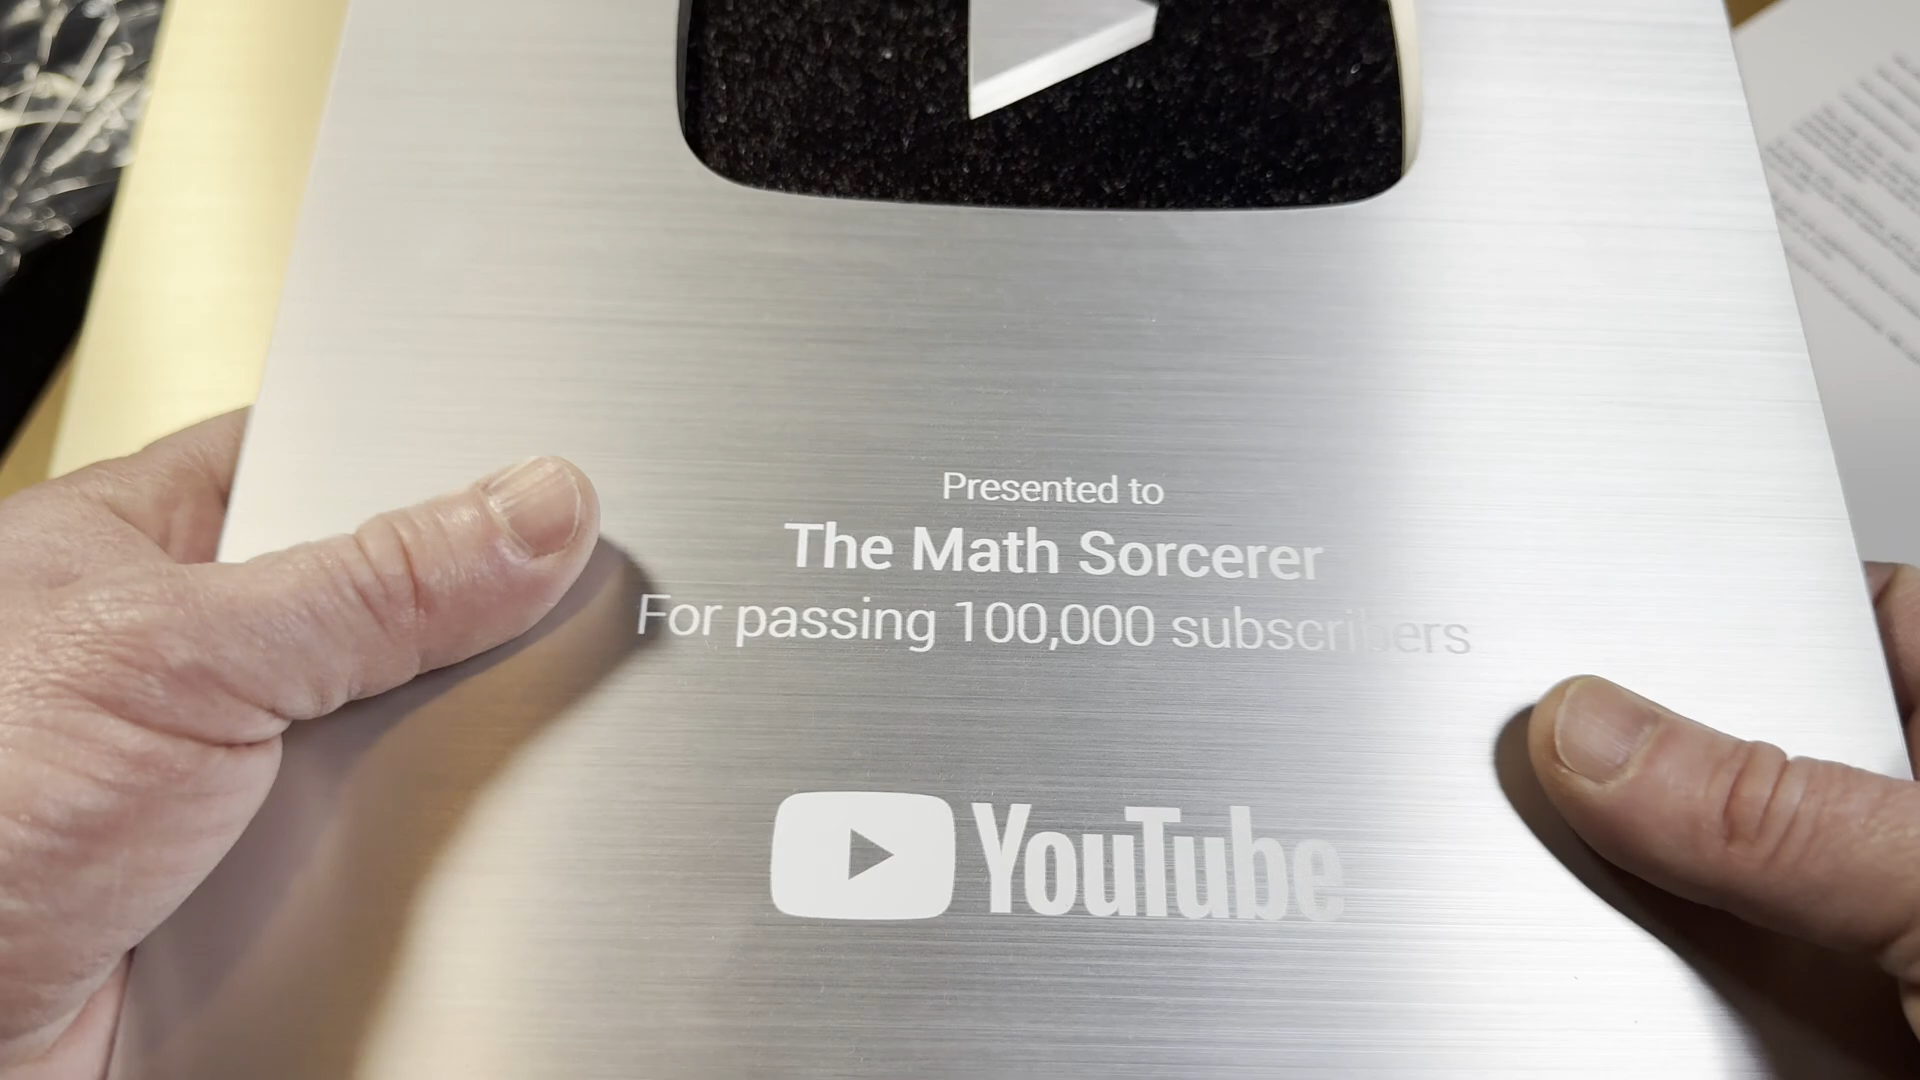 Presented to
The Math Sorcerer
For passing 100,000 subscribers
YouTube